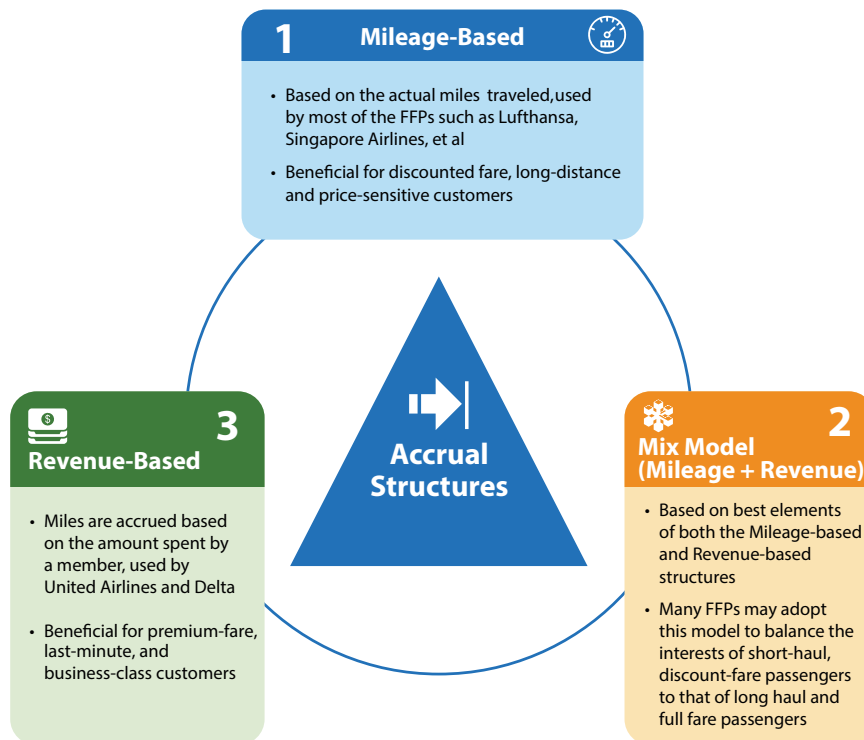 1
Mileage-Based
• Based on the actual miles traveled,used
by most of the FFPs such as Lufthansa,
Singapore Airlines, et al
• Beneficial for discounted fare, long-distance
and price-sensitive customers
Accrual
Structures
$
3
Revenue-Based
• Miles are accrued based
on the amount spent by
a member, used by
United Airlines and Delta
• Beneficial for premium-fare,
last-minute, and
business-class customers
2
Mix Model
(Mileage + Revenue)
• Based on best elements
of both the Mileage-based
and Revenue-based
structures
• Many FFPs may adopt
this model to balance the
interests of short-haul,
discount-fare passengers
to that of long haul and
full fare passengers